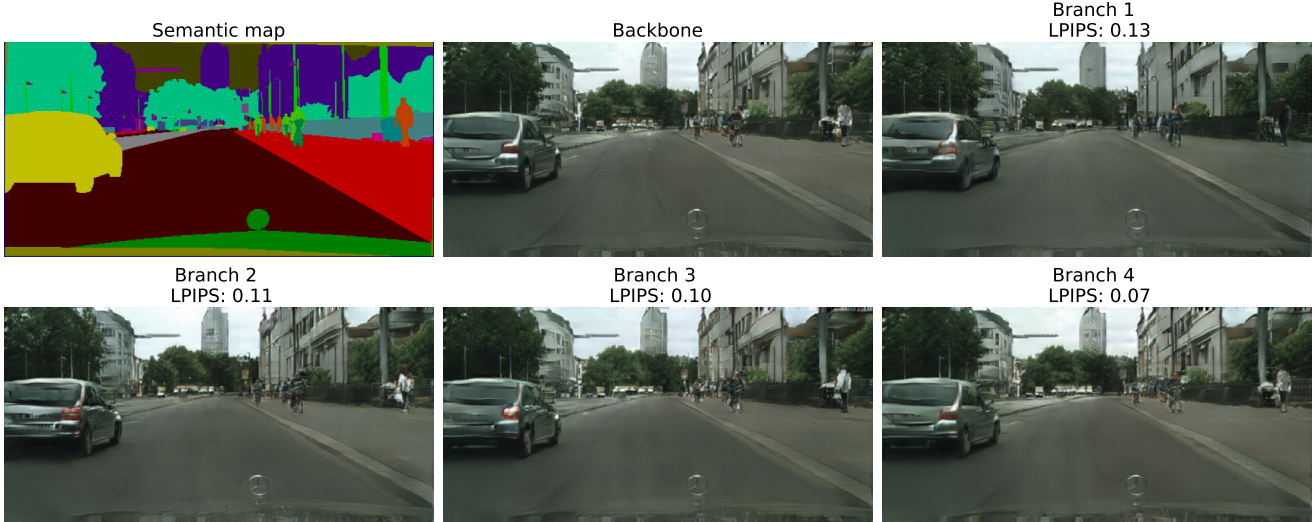 Semantic map
Backbone
Branch 1
LPIPS: 0.13
Branch 2
LPIPS: 0.11
Branch 3
LPIPS: 0.10
Branch 4
LPIPS: 0.07